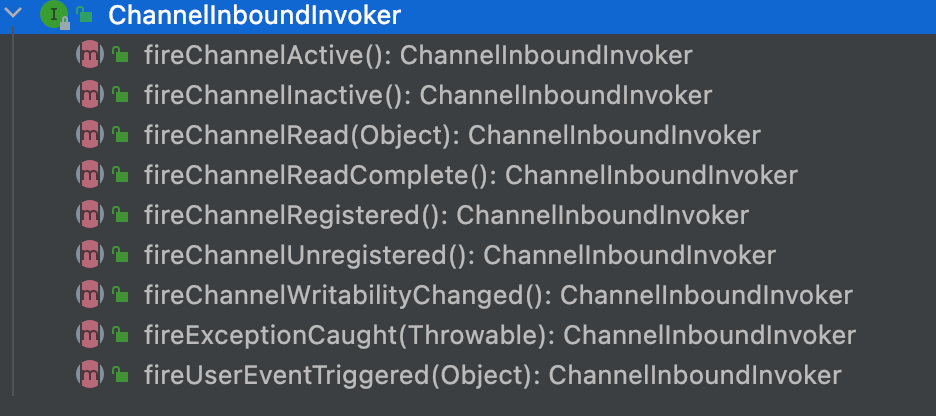 I ChannelInboundInvoker
m fireChannelActive(): ChannelInboundInvoker
m fireChannelInactive(): ChannelInboundInvoker
m fireChannelRead(Object): ChannelInboundInvoker
m fireChannelReadComplete(): ChannelInboundInvoker
m fireChannelRegistered(): ChannelInboundInvoker
m fireChannelUnregistered(): ChannelInboundInvoker
m fireChannelWritabilityChanged(): ChannelInboundInvoker
m fireExceptionCaught(Throwable): ChannelInboundInvoker
m fireUserEventTriggered(Object): ChannelInboundInvoker